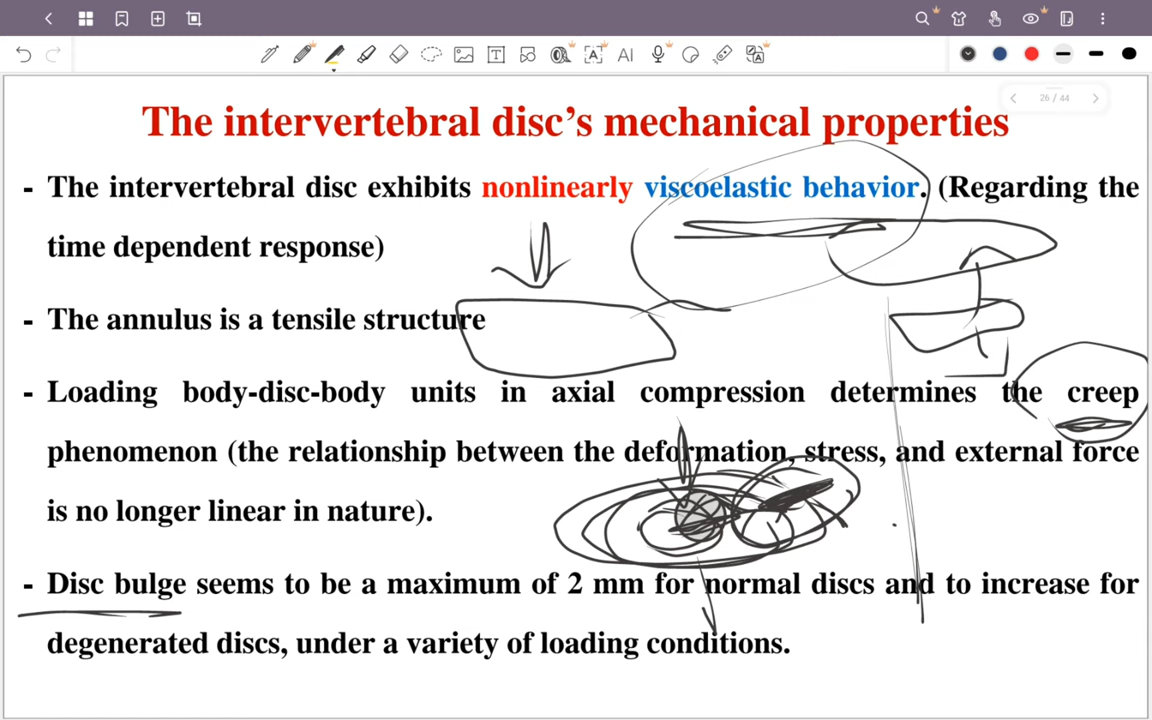 AI
26 / 44
The intervertebral disc’s mechanical properties
- The intervertebral disc exhibits nonlinearly viscoelastic behavior. (Regarding the
time dependent response)
- The annulus is a tensile structure
- Loading body-disc-body units in axial compression determines the creep
phenomenon (the relationship between the deformation, stress, and external force
is no longer linear in nature).
- Disc bulge seems to be a maximum of 2 mm for normal discs and to increase for
degenerated discs, under a variety of loading conditions.